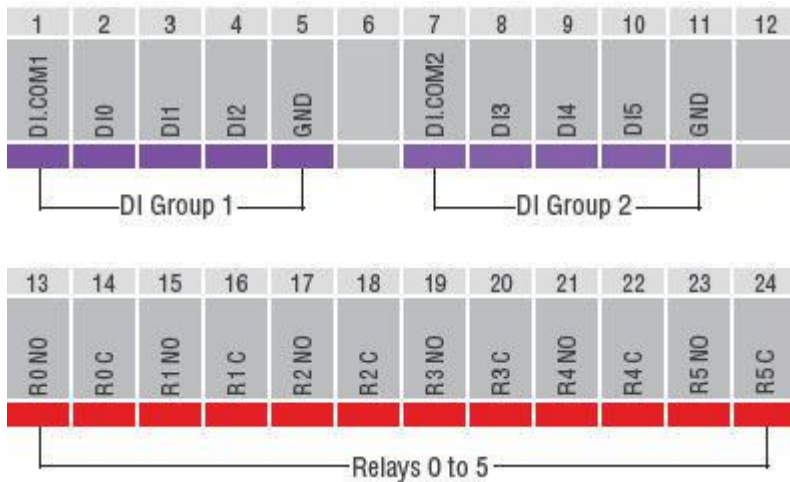 1 2 3 4 5 6 7 8 9 10 11 12
DI.COM1 DI0 DI1 DI2 GND DI.COM2 DI3 DI4 DI5 GND
DI Group 1 DI Group 2
13 14 15 16 17 18 19 20 21 22 23 24
R0 NO R0 C R1 NO R1 C R2 NO R2 C R3 NO R3 C R4 NO R4 C R5 NO R5 C
Relays 0 to 5